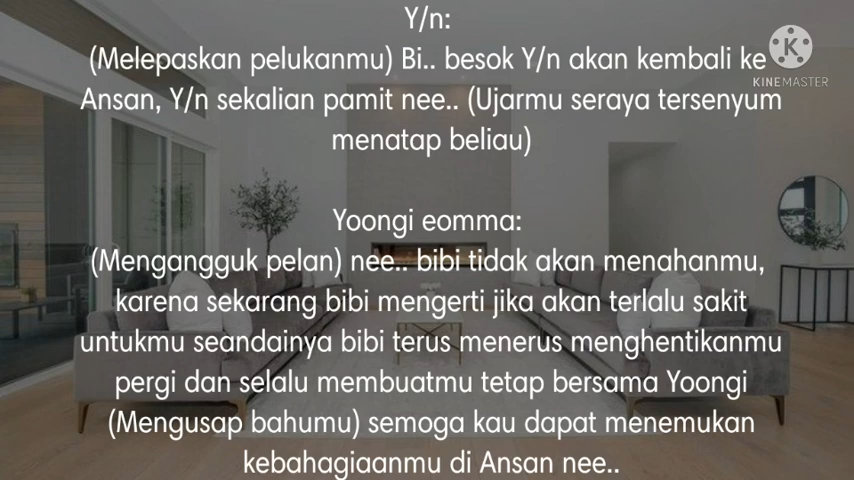 Y/n:
(Melepaskan pelukanmu) Bi.. besok Y/n akan kembali ke
Ansan, Y/n sekalian pamit nee.. (Ujarmu seraya tersenyum
menatap beliau)
Yoongi eomma:
(Mengangguk pelan) nee.. bibi tidak akan menahanmu,
karena sekarang bibi mengerti jika akan terlalu sakit
untukmu seandainya bibi terus menerus menghentikanmu
pergi dan selalu membuatmu tetap bersama Yoongi
(Mengusap bahumu) semoga kau dapat menemukan
kebahagiaanmu di Ansan nee..
K
KINEMASTER